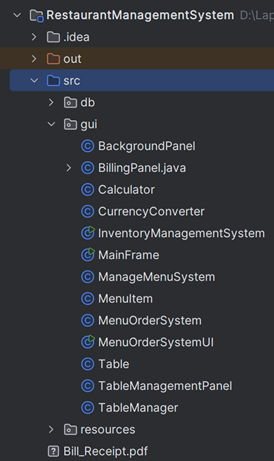 RestaurantManagementSystem D:\Lap
.idea
out
src
db
gui
BackgroundPanel
BillingPanel.java
Calculator
CurrencyConverter
InventoryManagementSystem
MainFrame
ManageMenuSystem
MenuItem
MenuOrderSystem
MenuOrderSystemUI
Table
TableManagementPanel
TableManager
resources
Bill_Receipt.pdf